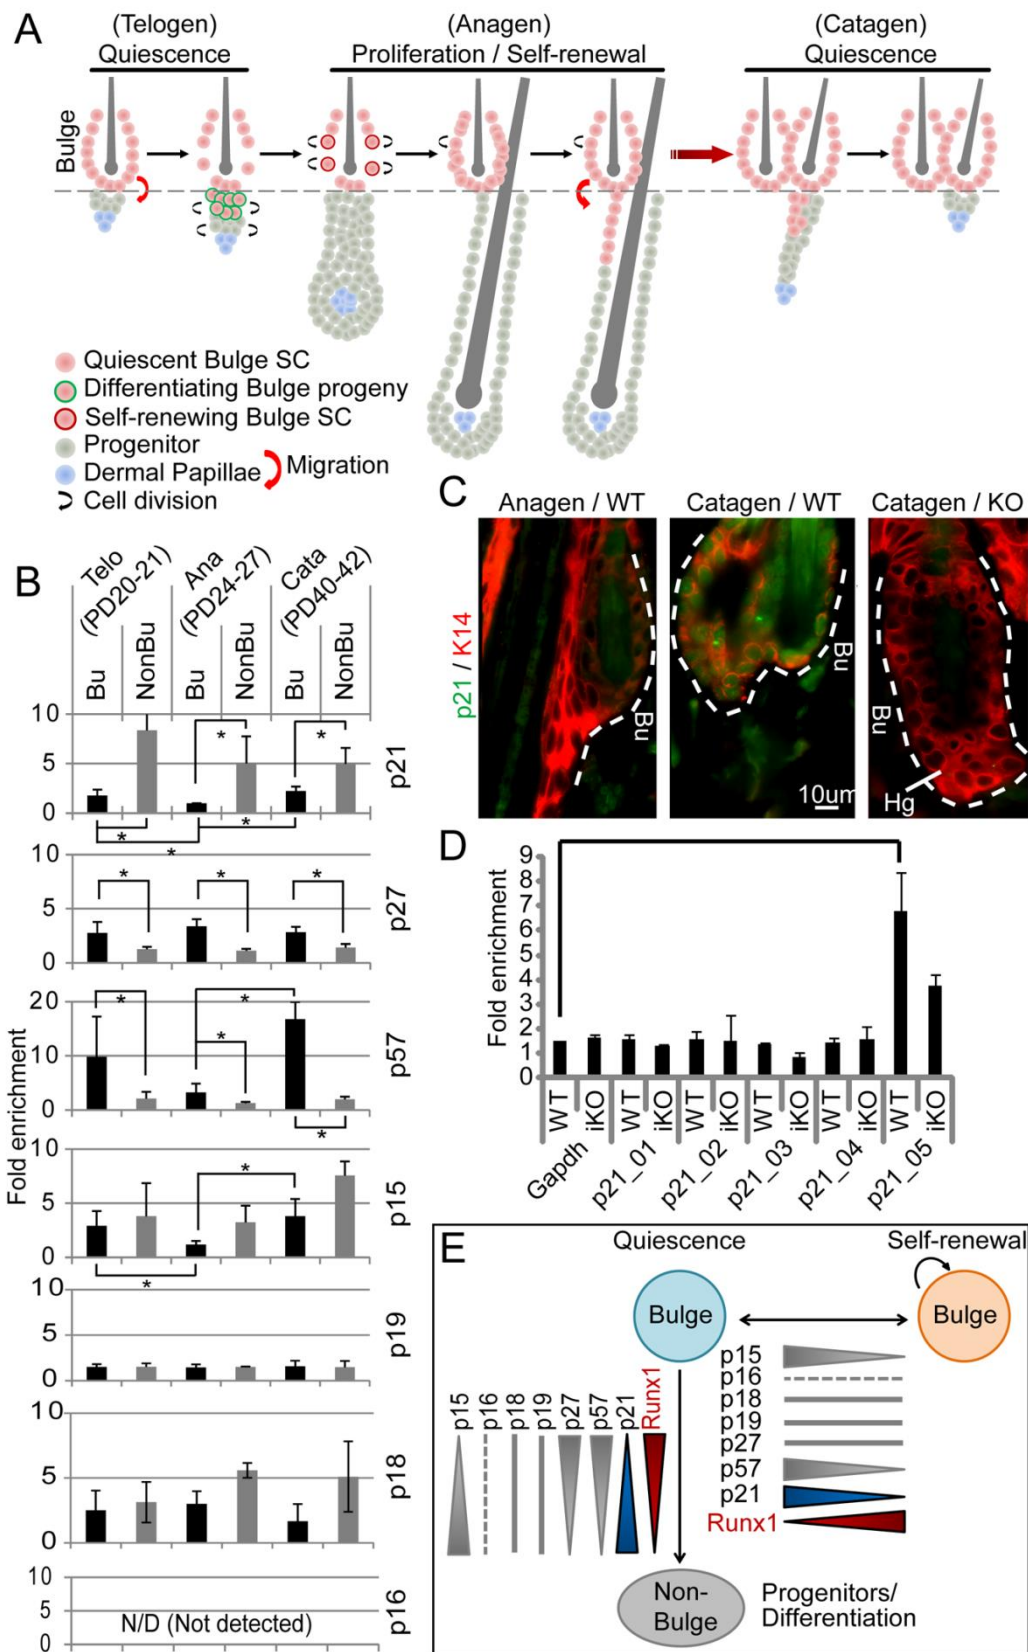 A
(Telogen)
Quiescence
(Anagen)
Proliferation / Self-renewal
(Catagen)
Quiescence
Bulge
Quiescent Bulge SC
Differentiating Bulge progeny
Self-renewing Bulge SC
Progenitor
Dermal Papillae
Migration
Cell division
B
Telo
(PD20-21)
Ana
(PD24-27)
Cata
(PD40-42)
Bu
NonBu
Bu
NonBu
Bu
NonBu
Fold enrichment
10
5
0
* * * * *
p21
10
5
0
* * *
p27
20
10
0
* * * *
p57
10
5
0
* *
p15
10
5
0
p19
10
5
0
p18
10
5
0
N/D (Not detected)
p16
C
Anagen / WT
Catagen / WT
Catagen / KO
p21 / K14
Bu
Bu
Bu
10um
Hg
D
Fold enrichment
9
8
7
6
5
4
3
2
1
0
WT iKO WT iKO WT iKO WT iKO WT iKO WT iKO
Gapdh p21_01 p21_02 p21_03 p21_04 p21_05
E
Quiescence
Self-renewal
Bulge
Bulge
p15
p16
p18
p19
p27
p57
p21
Runx1
p15
p16
p18
p19
p27
p57
p21
Runx1
Non-
Bulge
Progenitors/
Differentiation